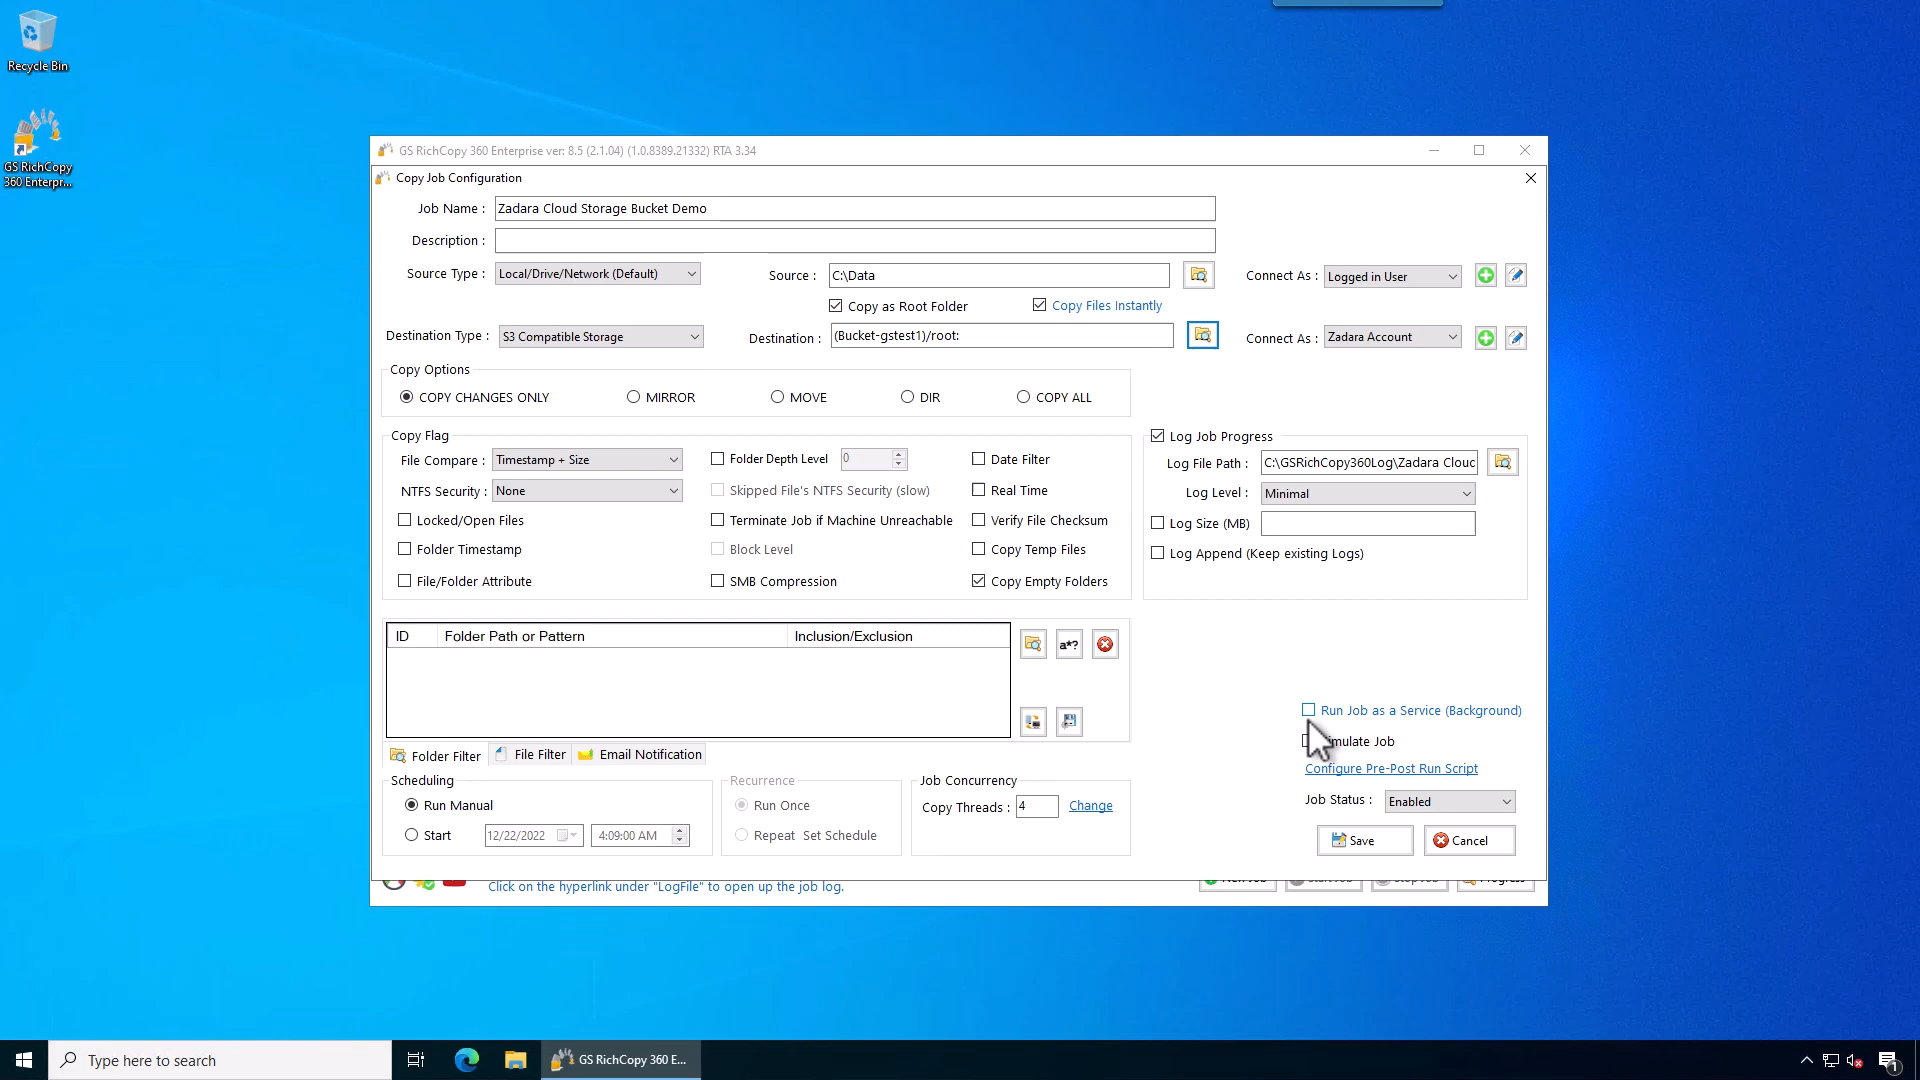 Recycle Bin
GS RichCopy
360 Enterpr...
GS RichCopy 360 Enterprise ver: 8.5 (2.1.04) (1.0.8389.21332) RTA 3.34
Copy Job Configuration
Job Name : Zadara Cloud Storage Bucket Demo
Description :
Source Type : Local/Drive/Network (Default) Source : C:\Data Connect As : Logged in User
Copy as Root Folder Copy Files Instantly
Destination Type : S3 Compatible Storage Destination : (Bucket-gstest1)/root: Connect As : Zadara Account
Copy Options
COPY CHANGES ONLY MIRROR MOVE DIR COPY ALL
Copy Flag
File Compare : Timestamp + Size Folder Depth Level 0 Date Filter
NTFS Security : None Skipped File's NTFS Security (slow) Real Time
Locked/Open Files Terminate Job if Machine Unreachable Verify File Checksum
Folder Timestamp Block Level Copy Temp Files
File/Folder Attribute SMB Compression Copy Empty Folders
Log Job Progress
Log File Path : C:\GSRichCopy360Log\Zadara Clouc
Log Level : Minimal
Log Size (MB)
Log Append (Keep existing Logs)
ID Folder Path or Pattern Inclusion/Exclusion
a*?
Folder Filter File Filter Email Notification
Scheduling
Run Manual
Start 12/22/2022 4:09:00 AM
Recurrence
Run Once
Repeat Set Schedule
Job Concurrency
Copy Threads : 4 Change
Run Job as a Service (Background)
mulate Job
Configure Pre-Post Run Script
Job Status : Enabled
Save Cancel
Click on the hyperlink under "LogFile" to open up the job log.
Type here to search
GS RichCopy 360 E...
1